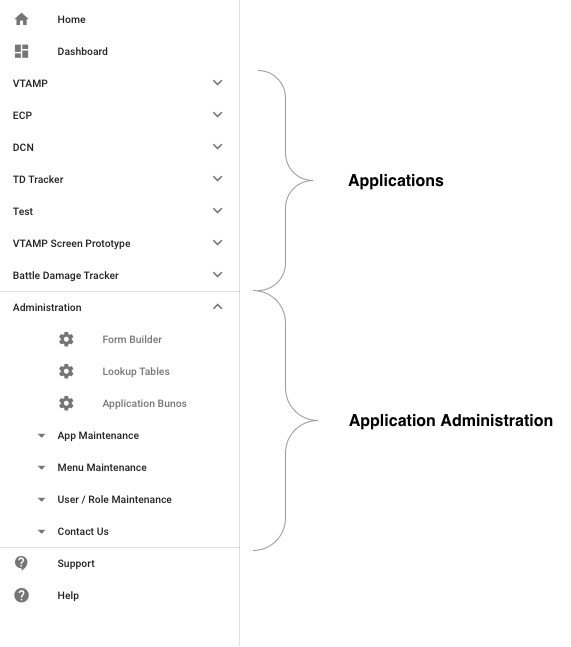 Home
Dashboard
VTAMP
ECP
DCN
TD Tracker
Test
VTAMP Screen Prototype
Battle Damage Tracker
Applications
Administration
Form Builder
Lookup Tables
Application Bunos
App Maintenance
Menu Maintenance
User / Role Maintenance
Contact Us
Application Administration
Support
Help